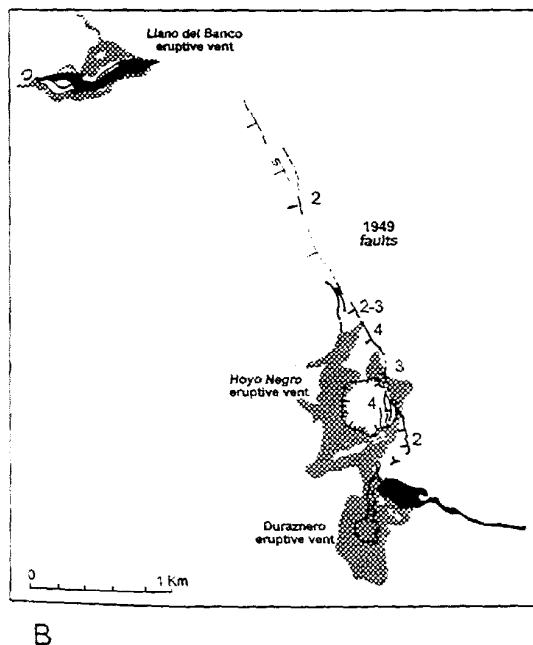 Llano del Banco
eruptive vent
S
2
1949
faults
2-3
4
3
Hoyo Negro
eruptive vent
4
2
Duraznero
eruptive vent
0
1 Km
B